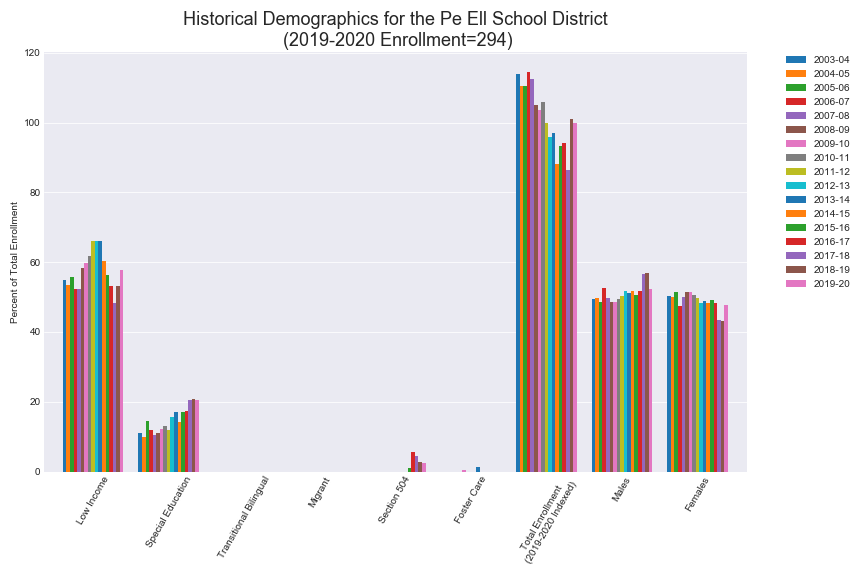 Historical Demographics for the Pe Ell School District
(2019-2020 Enrollment=294)
120
100
80
60
40
20
0
Percent of Total Enrollment
Low Income
Special Education
Transitional Bilingual
Migrant
Section 504
Foster Care
Total Enrollment
(2019-2020 Indexed)
Males
Females
2003-04
2004-05
2005-06
2006-07
2007-08
2008-09
2009-10
2010-11
2011-12
2012-13
2013-14
2014-15
2015-16
2016-17
2017-18
2018-19
2019-20